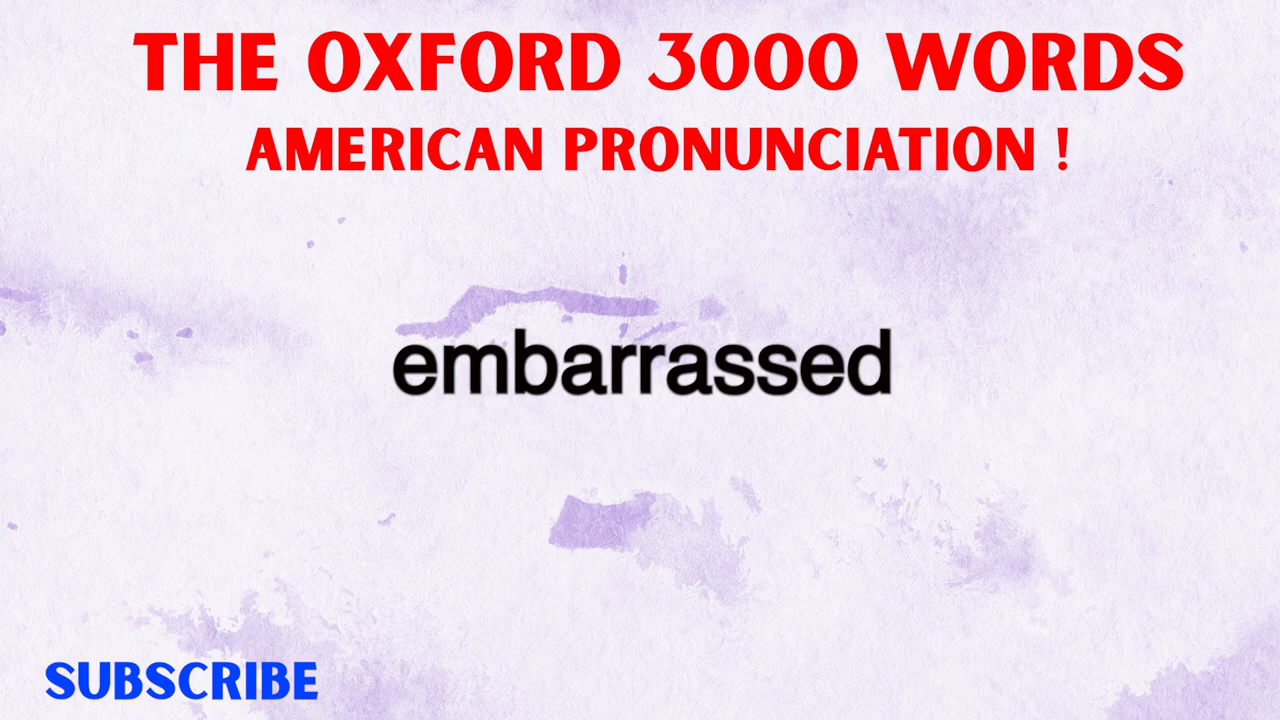 THE OXFORD 3000 WORDS
AMERICAN PRONUNCIATION !
embarrassed
SUBSCRIBE